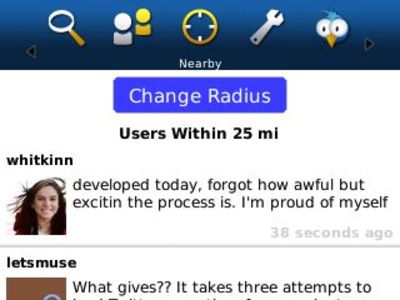 Nearby
Change Radius
Users Within 25 mi
whitkinn
developed today, forgot how awful but
excitin the process is. I'm proud of myself
38 seconds ago
letsmuse
What gives?? It takes three attempts to